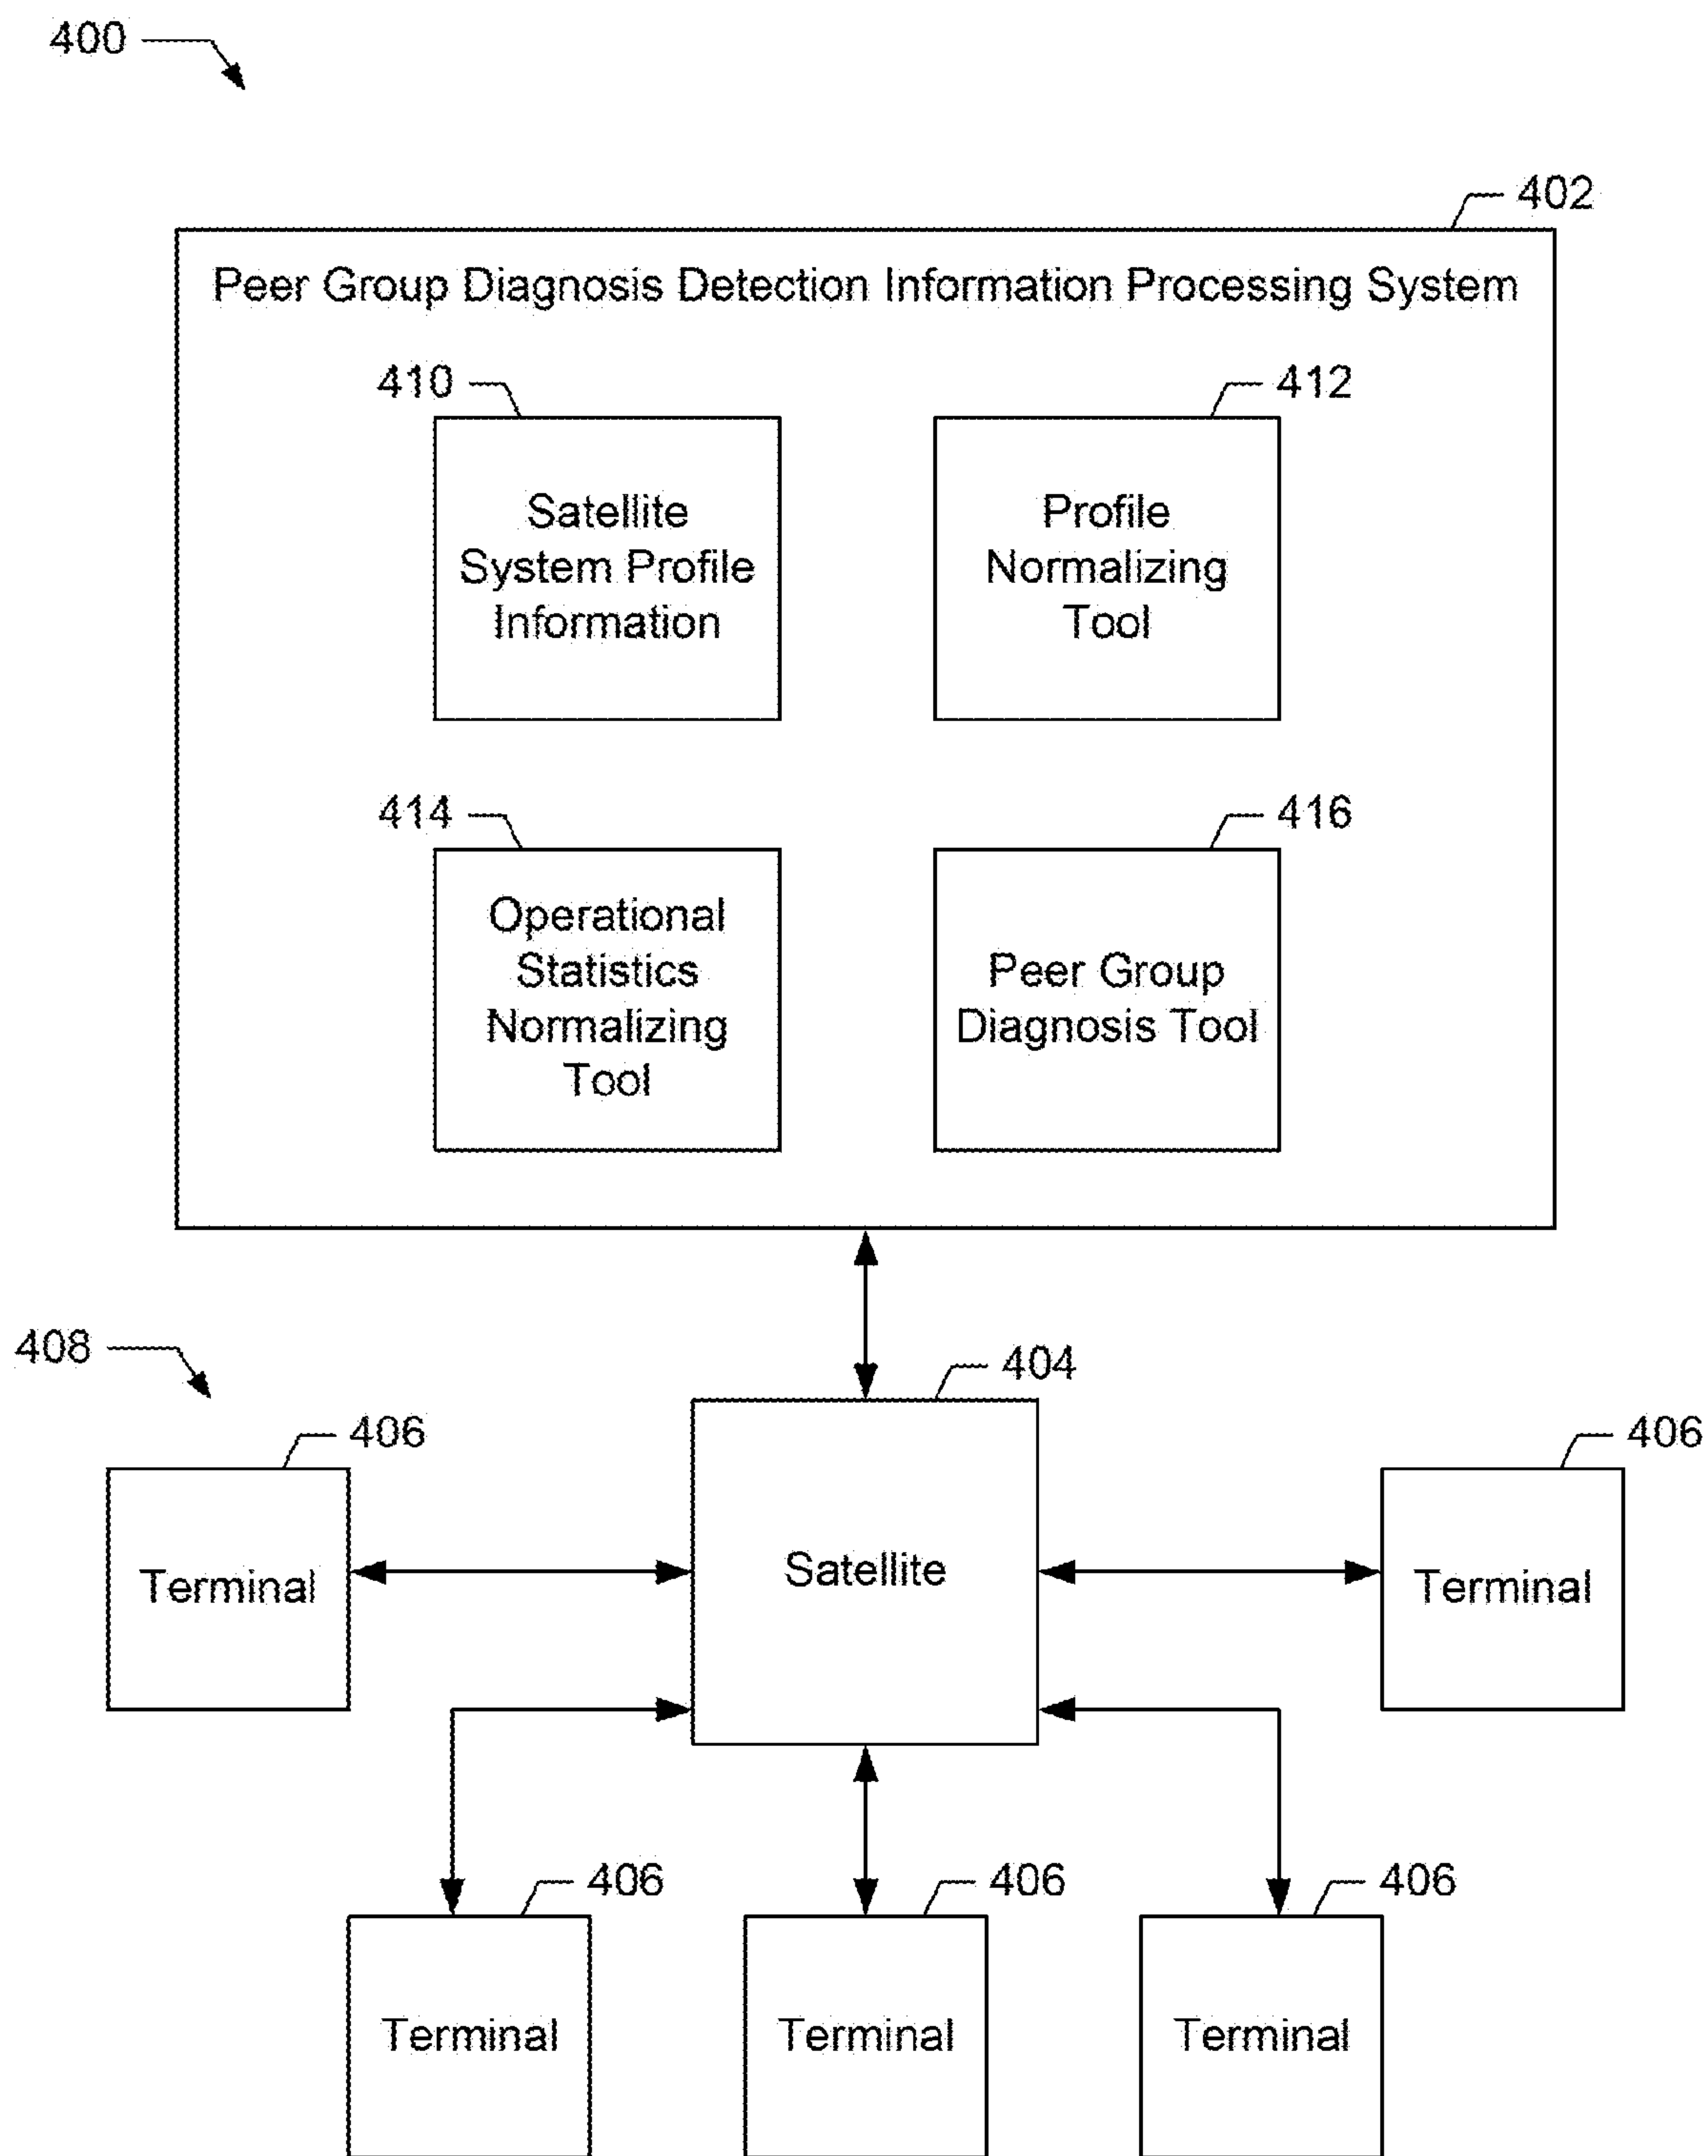 400
402
Peer Group Diagnosis Detection Information Processing System
410
412
Satellite
System Profile
Information
Profile
Normalizing
Tool
414
416
Operational
Statistics
Normalizing
Tool
Peer Group
Diagnosis Tool
408
404
406
406
Terminal
Satellite
Terminal
406
406
406
Terminal
Terminal
Terminal